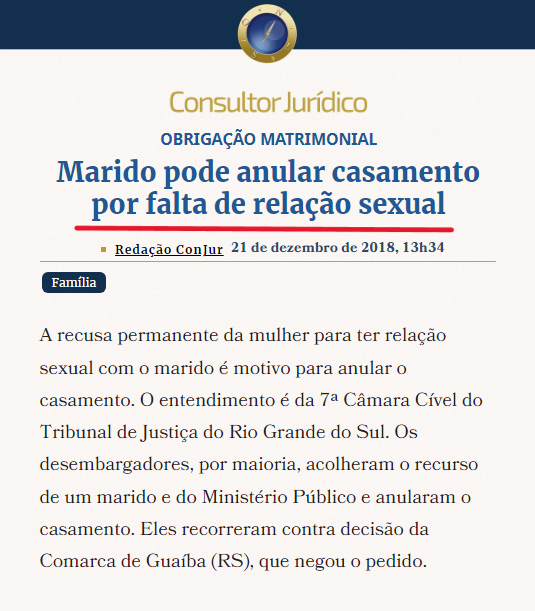 Consultor Jurídico
OBRIGAÇÃO MATRIMONIAL
Marido pode anular casamento
por falta de relação sexual
Redação ConJur 21 de dezembro de 2018, 13h34
Família
A recusa permanente da mulher para ter relação
sexual com o marido é motivo para anular o
casamento. O entendimento é da 7ª Câmara Cível do
Tribunal de Justiça do Rio Grande do Sul. Os
desembargadores, por maioria, acolheram o recurso
de um marido e do Ministério Público e anularam o
casamento. Eles recorreram contra decisão da
Comarca de Guaíba (RS), que negou o pedido.